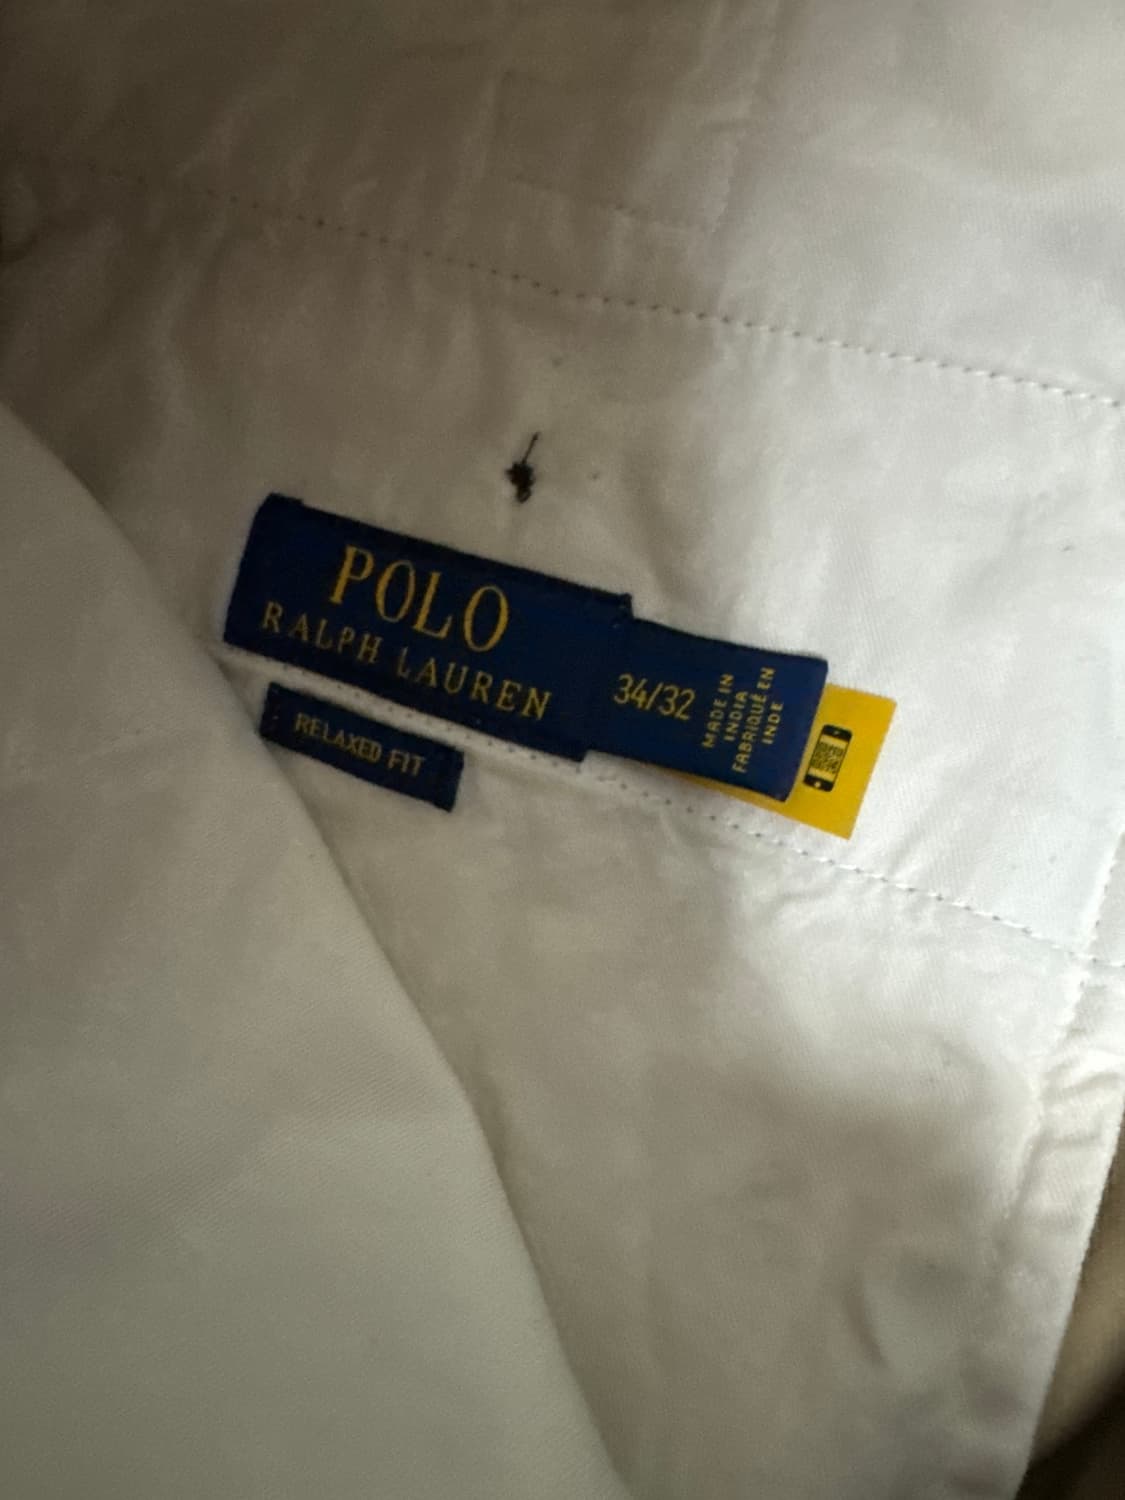 POLO
RALPH LAUREN
34/32
MADE IN
INDIA
FABRIQUÉ EN
INDE
RELAXED FIT